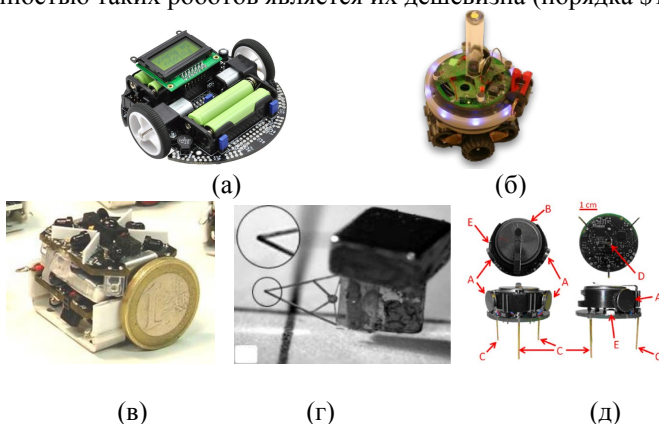 ностью таких роботов является их дешевизна (порядка $1
(а)
(б)
E
B
1 cm
A
A
D
A
C
C
E
C
(в)
(г)
(д)